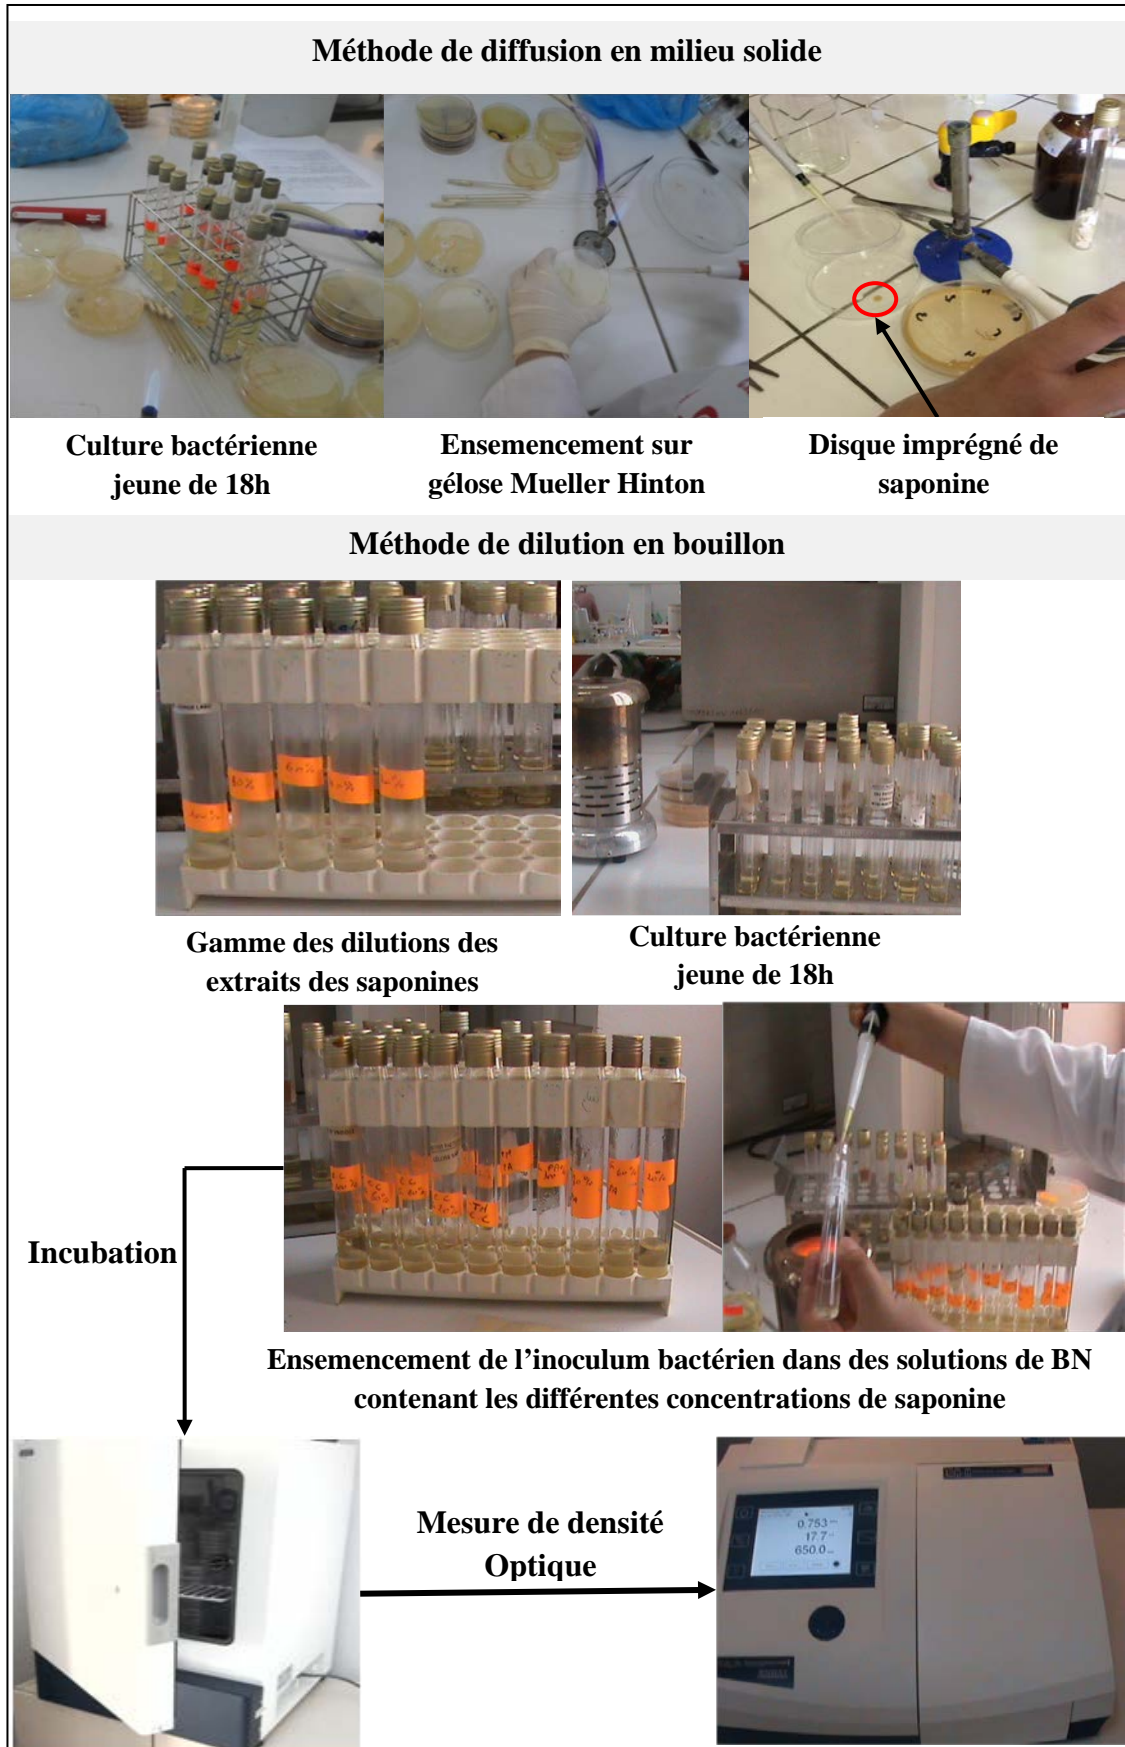 Méthode de diffusion en milieu solide
Culture bactérienne
jeune de 18h
Ensemencement sur
gélose Mueller Hinton
Disque imprégné de
saponine
Méthode de dilution en bouillon
Gamme des dilutions des
extraits des saponines
Culture bactérienne
jeune de 18h
Incubation
Ensemencement de l’inoculum bactérien dans des solutions de BN
contenant les différentes concentrations de saponine
Mesure de densité
Optique
0.753
17.7
650.0